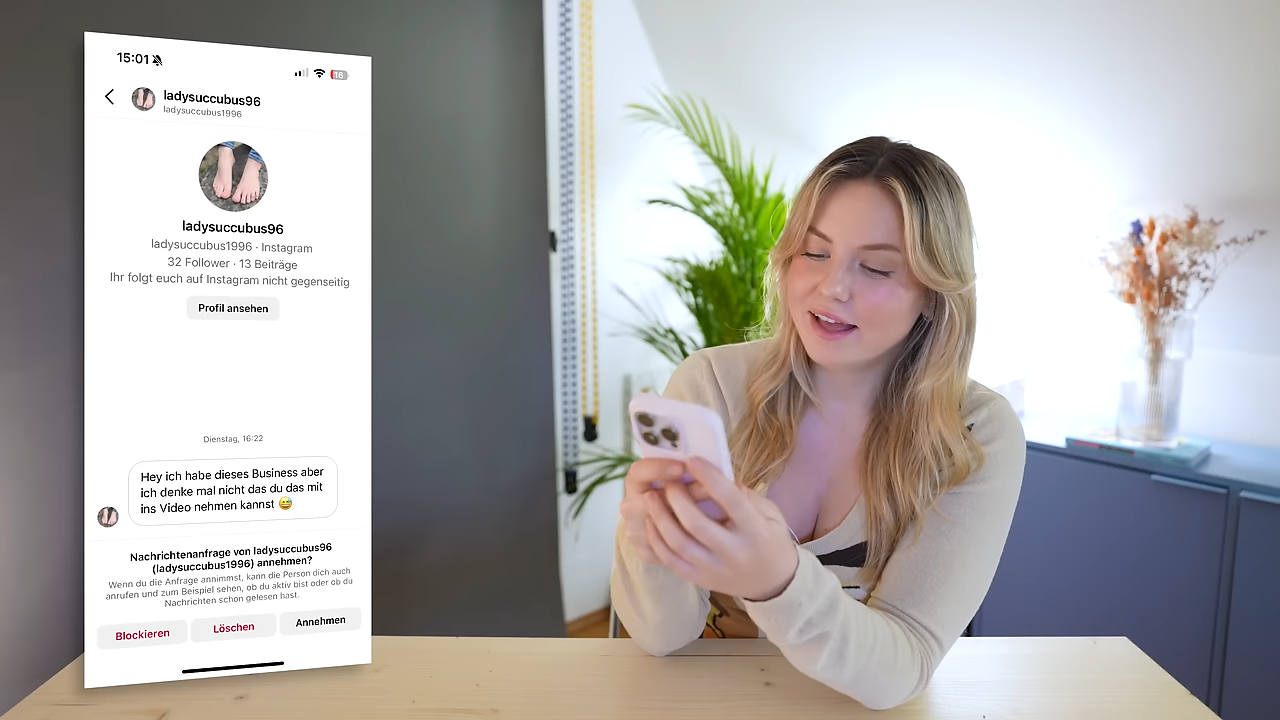 15:01
16
ladysuccubus96
ladysuccubus1996
ladysuccubus96
ladysuccubus1996 · Instagram
32 Follower · 13 Beiträge
Ihr folgt euch auf Instagram nicht gegenseitig
Profil ansehen
Dienstag, 16:22
Hey ich habe dieses Business aber
ich denke mal nicht das du das mit
ins Video nehmen kannst 😅
Nachrichtenanfrage von ladysuccubus96
(ladysuccubus1996) annehmen?
Wenn du die Anfrage annimmst, kann die Person dich auch
anrufen und zum Beispiel sehen, ob du aktiv bist oder ob du
Nachrichten schon gelesen hast.
Blockieren
Löschen
Annehmen